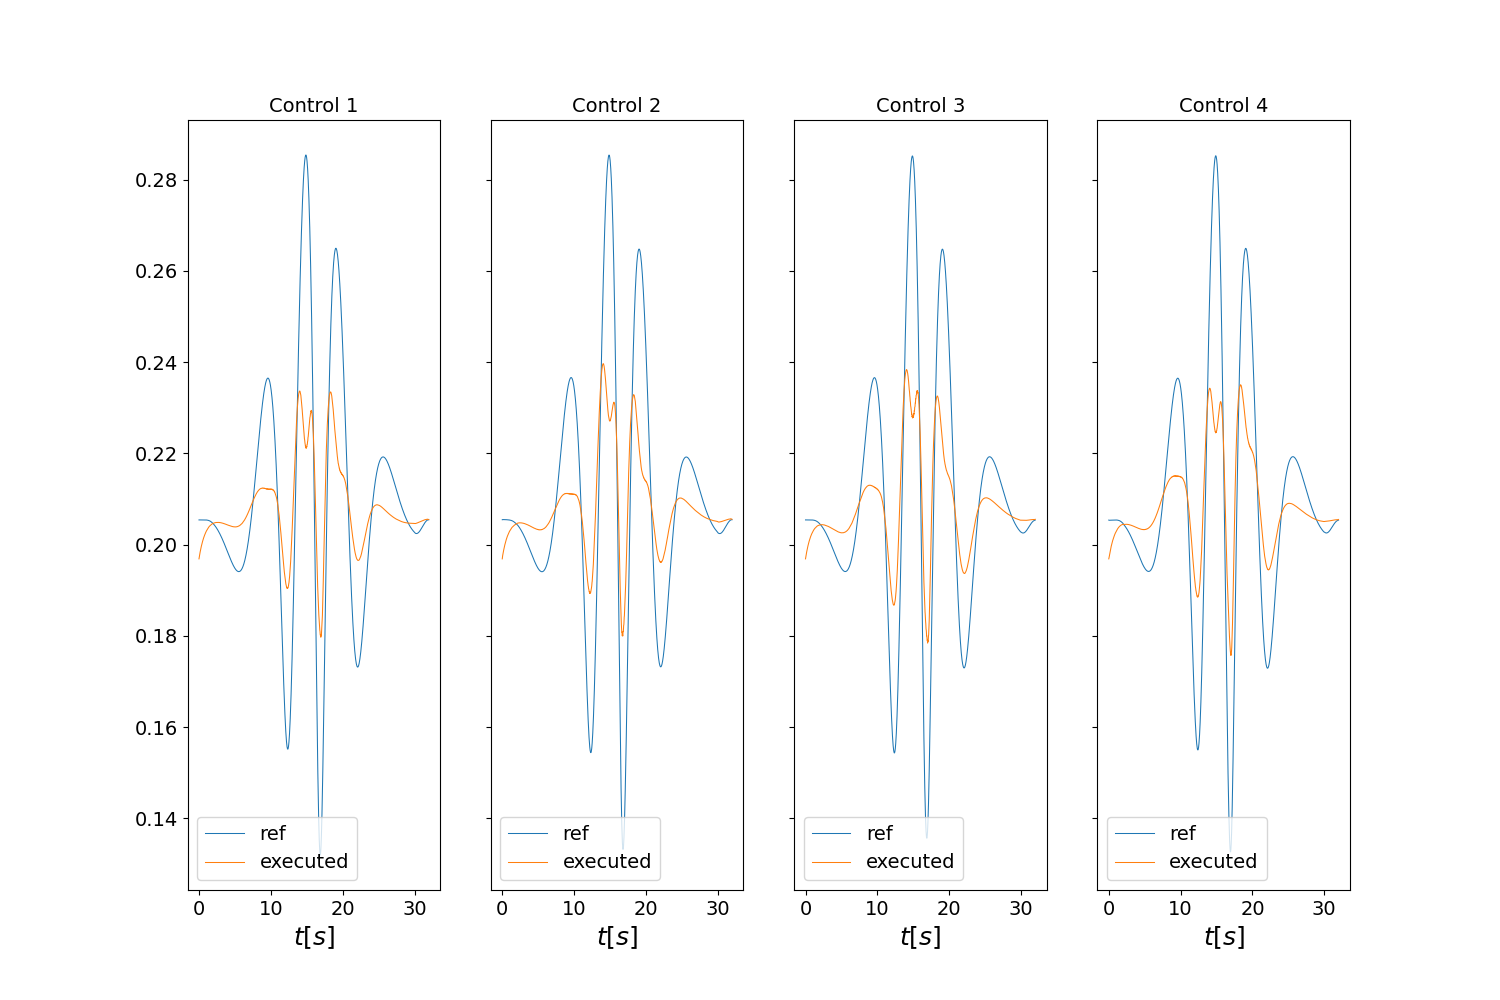 Control 1
Control 2
Control 3
Control 4
0.28
0.26
0.24
0.22
0.20
0.18
0.16
0.14
ref
executed
ref
executed
ref
executed
ref
executed
0 10 20 30
0 10 20 30
0 10 20 30
0 10 20 30
t[s]
t[s]
t[s]
t[s]